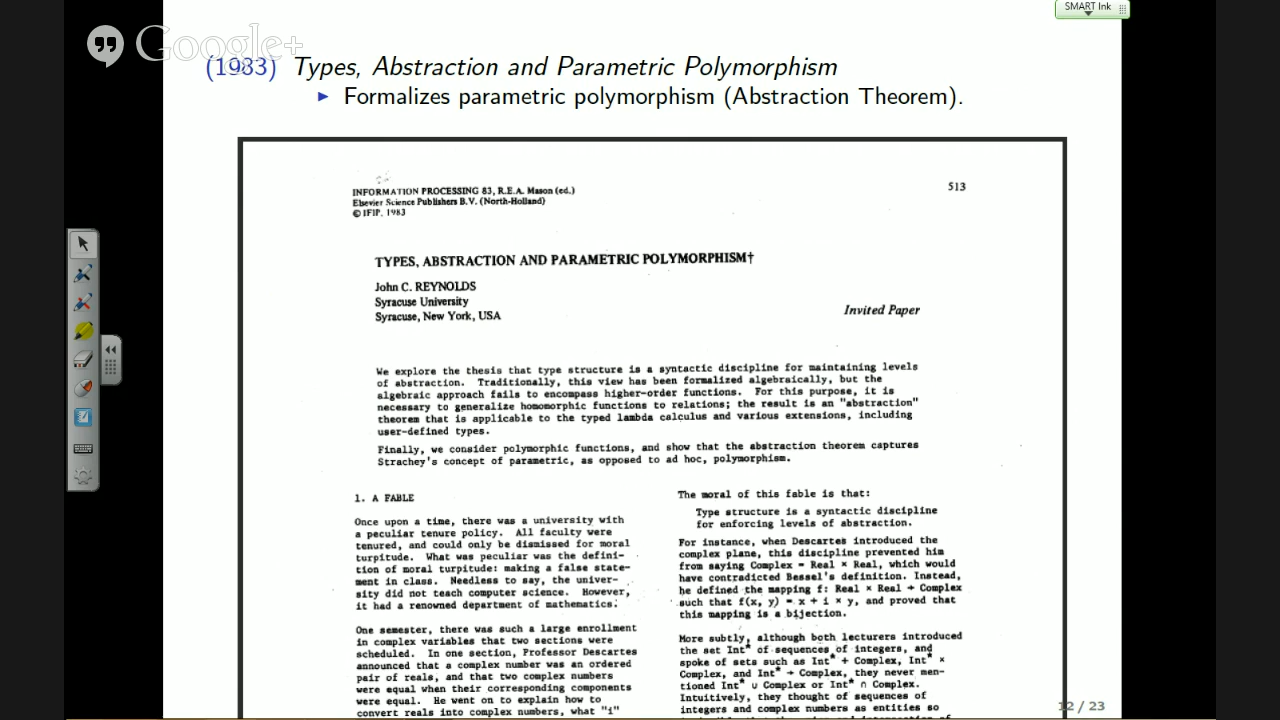 SMART Ink
Google+
(1983) Types, Abstraction and Parametric Polymorphism
▶ Formalizes parametric polymorphism (Abstraction Theorem).
INFORMATION PROCESSING 83, R.E.A. Mason (ed.)
Elsevier Science Publishers B.V. (North-Holland)
© IFIP, 1983
513
TYPES, ABSTRACTION AND PARAMETRIC POLYMORPHISM†
John C. REYNOLDS
Syracuse University
Syracuse, New York, USA
Invited Paper
We explore the thesis that type structure is a syntactic discipline for maintaining levels
of abstraction. Traditionally, this view has been formalized algebraically, but the
algebraic approach fails to encompass higher-order functions. For this purpose, it is
necessary to generalize homomorphic functions to relations; the result is an "abstraction"
theorem that is applicable to the typed lambda calculus and various extensions, including
user-defined types.
Finally, we consider polymorphic functions, and show that the abstraction theorem captures
Strachey's concept of parametric, as opposed to ad hoc, polymorphism.
1. A FABLE
Once upon a time, there was a university with
a peculiar tenure policy. All faculty were
tenured, and could only be dismissed for moral
turpitude. What was peculiar was the defini-
tion of moral turpitude: making a false state-
ment in class. Needless to say, the univer-
sity did not teach computer science. However,
it had a renowned department of mathematics.
One semester, there was such a large enrollment
in complex variables that two sections were
scheduled. In one section, Professor Descartes
announced that a complex number was an ordered
pair of reals, and that two complex numbers
were equal when their corresponding components
were equal. He went on to explain how to
convert reals into complex numbers, what "i"
The moral of this fable is that:
Type structure is a syntactic discipline
for enforcing levels of abstraction.
For instance, when Descartes introduced the
complex plane, this discipline prevented him
from saying Complex = Real × Real, which would
have contradicted Bessel's definition. Instead,
he defined the mapping f: Real × Real → Complex
such that f(x, y) = x + i × y, and proved that
this mapping is a bijection.
More subtly, although both lecturers introduced
the set Int* of sequences of integers, and
spoke of sets such as Int* + Complex, Int* ×
Complex, and Int* → Complex, they never men-
tioned Int* ∪ Complex or Int* ∩ Complex.
Intuitively, they thought of sequences of
integers and complex numbers as entities so
12 / 23